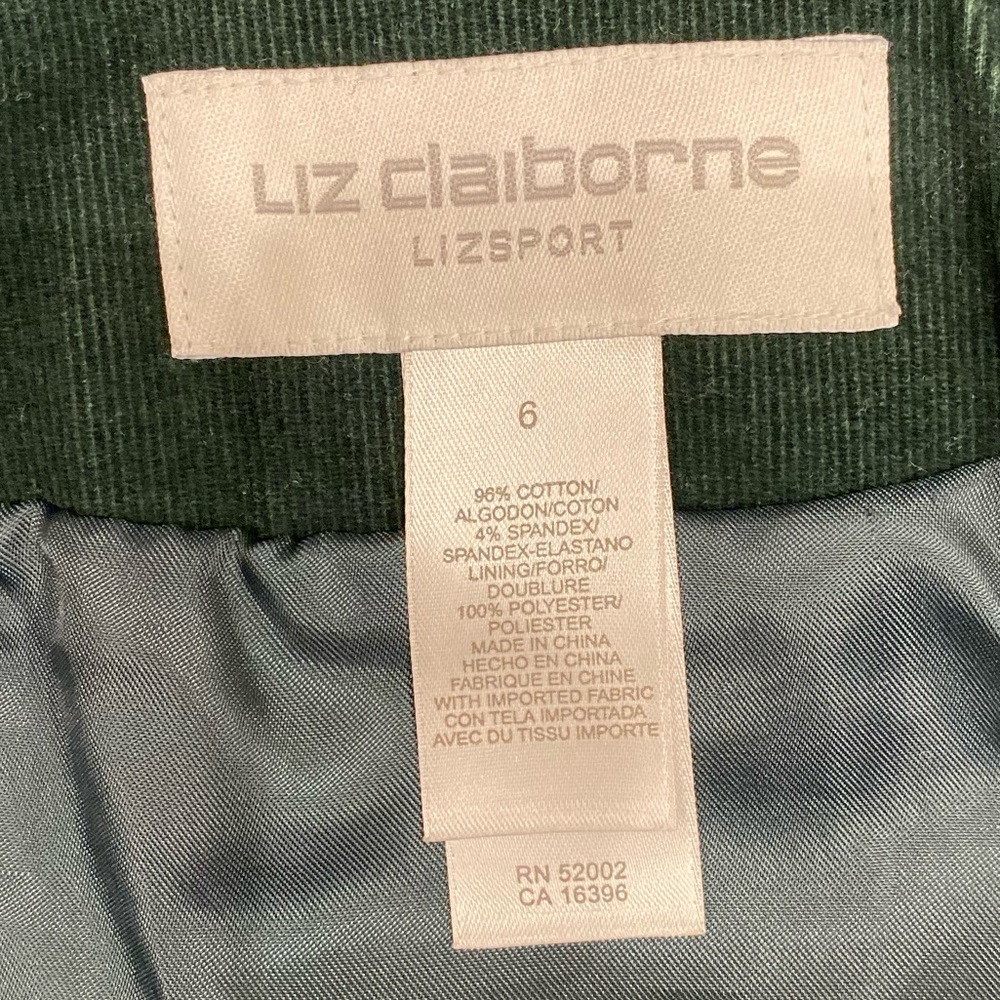 Liz claiborne
LIZSPORT
6
96% COTTON/
ALGODON/COTON
4% SPANDEX/
SPANDEX-ELASTANO
LINING/FORRO/
DOUBLURE
100% POLYESTER/
POLIESTER
MADE IN CHINA
HECHO EN CHINA
FABRIQUE EN CHINE
WITH IMPORTED FABRIC
CON TELA IMPORTADA
AVEC DU TISSU IMPORTE
RN 52002
CA 16396